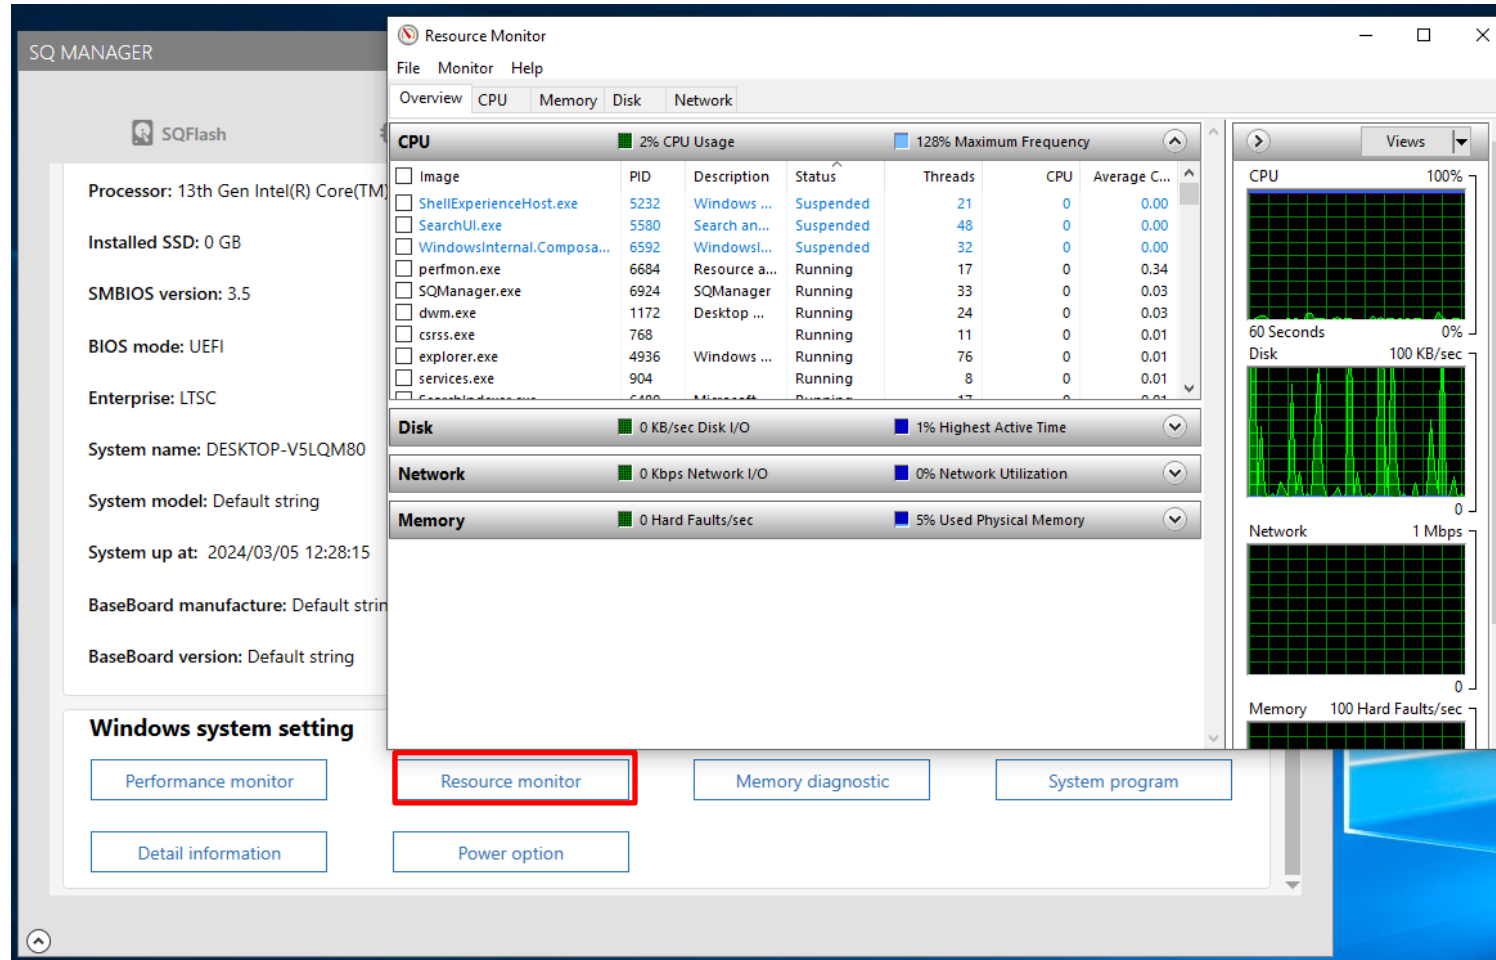 SQ MANAGER
SQFlash
Processor: 13th Gen Intel(R) Core(TM)
Installed SSD: 0 GB
SMBIOS version: 3.5
BIOS mode: UEFI
Enterprise: LTSC
System name: DESKTOP-V5LQM80
System model: Default string
System up at: 2024/03/05 12:28:15
BaseBoard manufacture: Default strin
BaseBoard version: Default string
Resource Monitor
File Monitor Help
Overview CPU Memory Disk Network
CPU 2% CPU Usage 128% Maximum Frequency
Image PID Description Status Threads CPU Average C...
ShellExperienceHost.exe 5232 Windows ... Suspended 21 0 0.00
SearchUI.exe 5580 Search an... Suspended 48 0 0.00
WindowsInternal.Composa... 6592 WindowsI... Suspended 32 0 0.00
perfmon.exe 6684 Resource a... Running 17 0 0.34
SQManager.exe 6924 SQManager Running 33 0 0.03
dwm.exe 1172 Desktop ... Running 24 0 0.03
csrss.exe 768 Running 11 0 0.01
explorer.exe 4936 Windows ... Running 76 0 0.01
services.exe 904 Running 8 0 0.01
Disk 0 KB/sec Disk I/O 1% Highest Active Time
Network 0 Kbps Network I/O 0% Network Utilization
Memory 0 Hard Faults/sec 5% Used Physical Memory
Views
CPU 100%
60 Seconds 0%
Disk 100 KB/sec
0
Network 1 Mbps
0
Memory 100 Hard Faults/sec
Windows system setting
Performance monitor Resource monitor Memory diagnostic System program
Detail information Power option